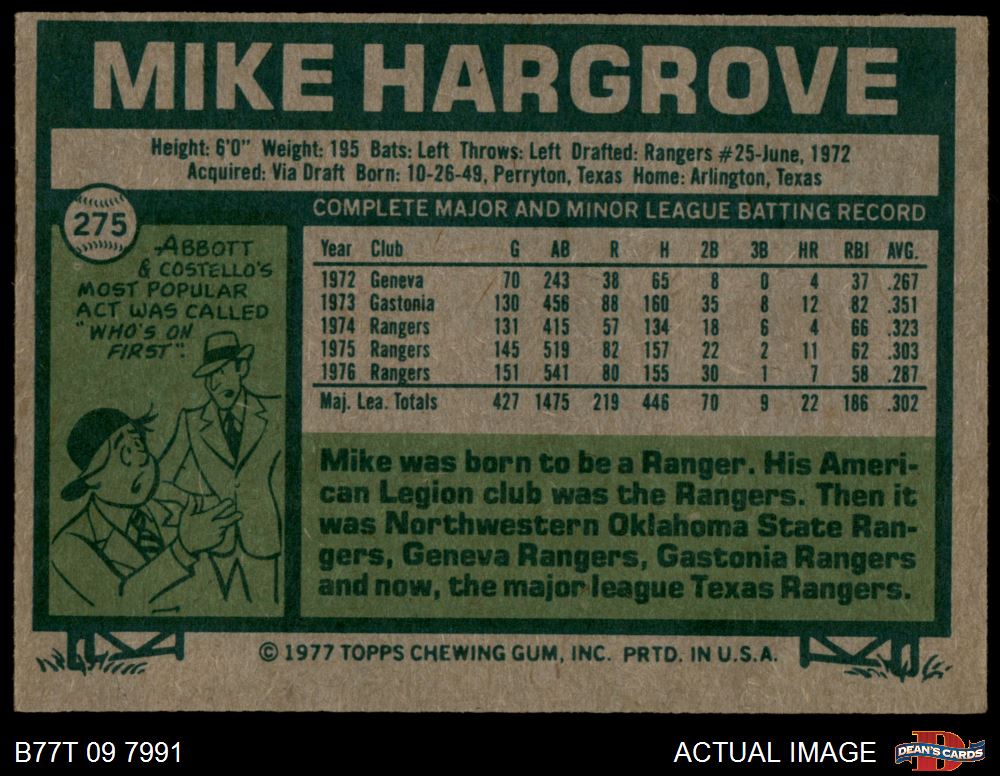 MIKE HARGROVE
Height: 6'0" Weight: 195 Bats: Left Throws: Left Drafted: Rangers #25-June, 1972
Acquired: Via Draft Born: 10-26-49, Perryton, Texas Home: Arlington, Texas
275
ABBOTT
& COSTELLO'S
MOST POPULAR
ACT WAS CALLED
"WHO'S ON
FIRST".
COMPLETE MAJOR AND MINOR LEAGUE BATTING RECORD
Year Club G AB R H 2B 3B HR RBI AVG.
1972 Geneva 70 243 38 65 8 0 4 37 .267
1973 Gastonia 130 456 88 160 35 8 12 82 .351
1974 Rangers 131 415 57 134 18 6 4 66 .323
1975 Rangers 145 519 82 157 22 2 11 62 .303
1976 Rangers 151 541 80 155 30 1 7 58 .287
Maj. Lea. Totals 427 1475 219 446 70 9 22 186 .302
Mike was born to be a Ranger. His Ameri-
can Legion club was the Rangers. Then it
was Northwestern Oklahoma State Ran-
gers, Geneva Rangers, Gastonia Rangers
and now, the major league Texas Rangers.
© 1977 TOPPS CHEWING GUM, INC. PRTD. IN U.S.A.
B77T 09 7991
ACTUAL IMAGE
D
DEAN'S CARDS